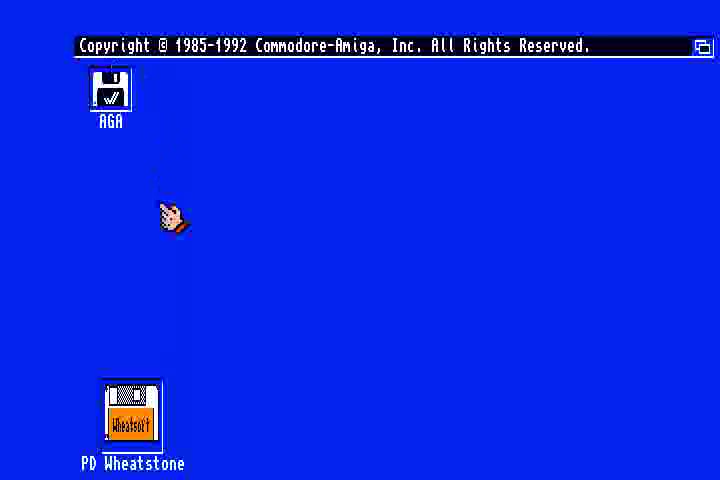 Copyright © 1985-1992 Commodore-Amiga, Inc. All Rights Reserved.
AGA
Wheatsoft
PD Wheatstone